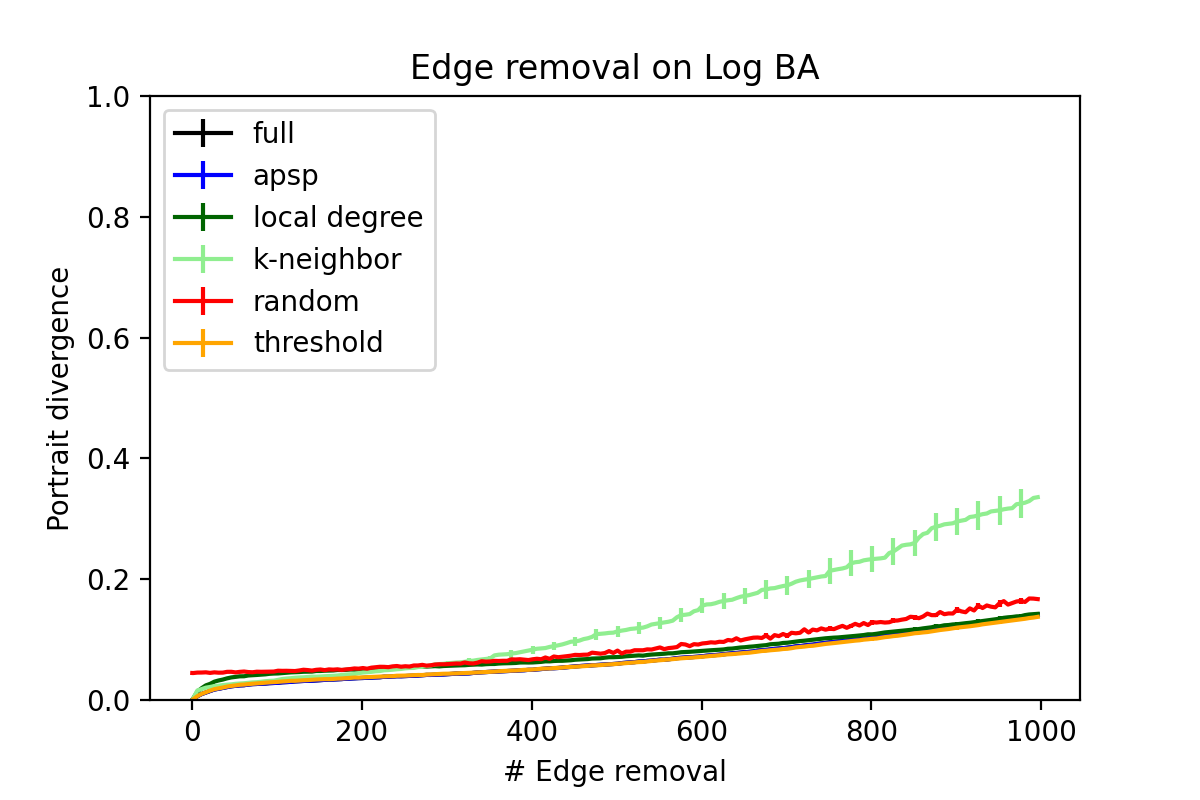 Edge removal on Log BA
1.0
0.8
0.6
0.4
0.2
0.0
Portrait divergence
full
apsp
local degree
k-neighbor
random
threshold
0 200 400 600 800 1000
# Edge removal